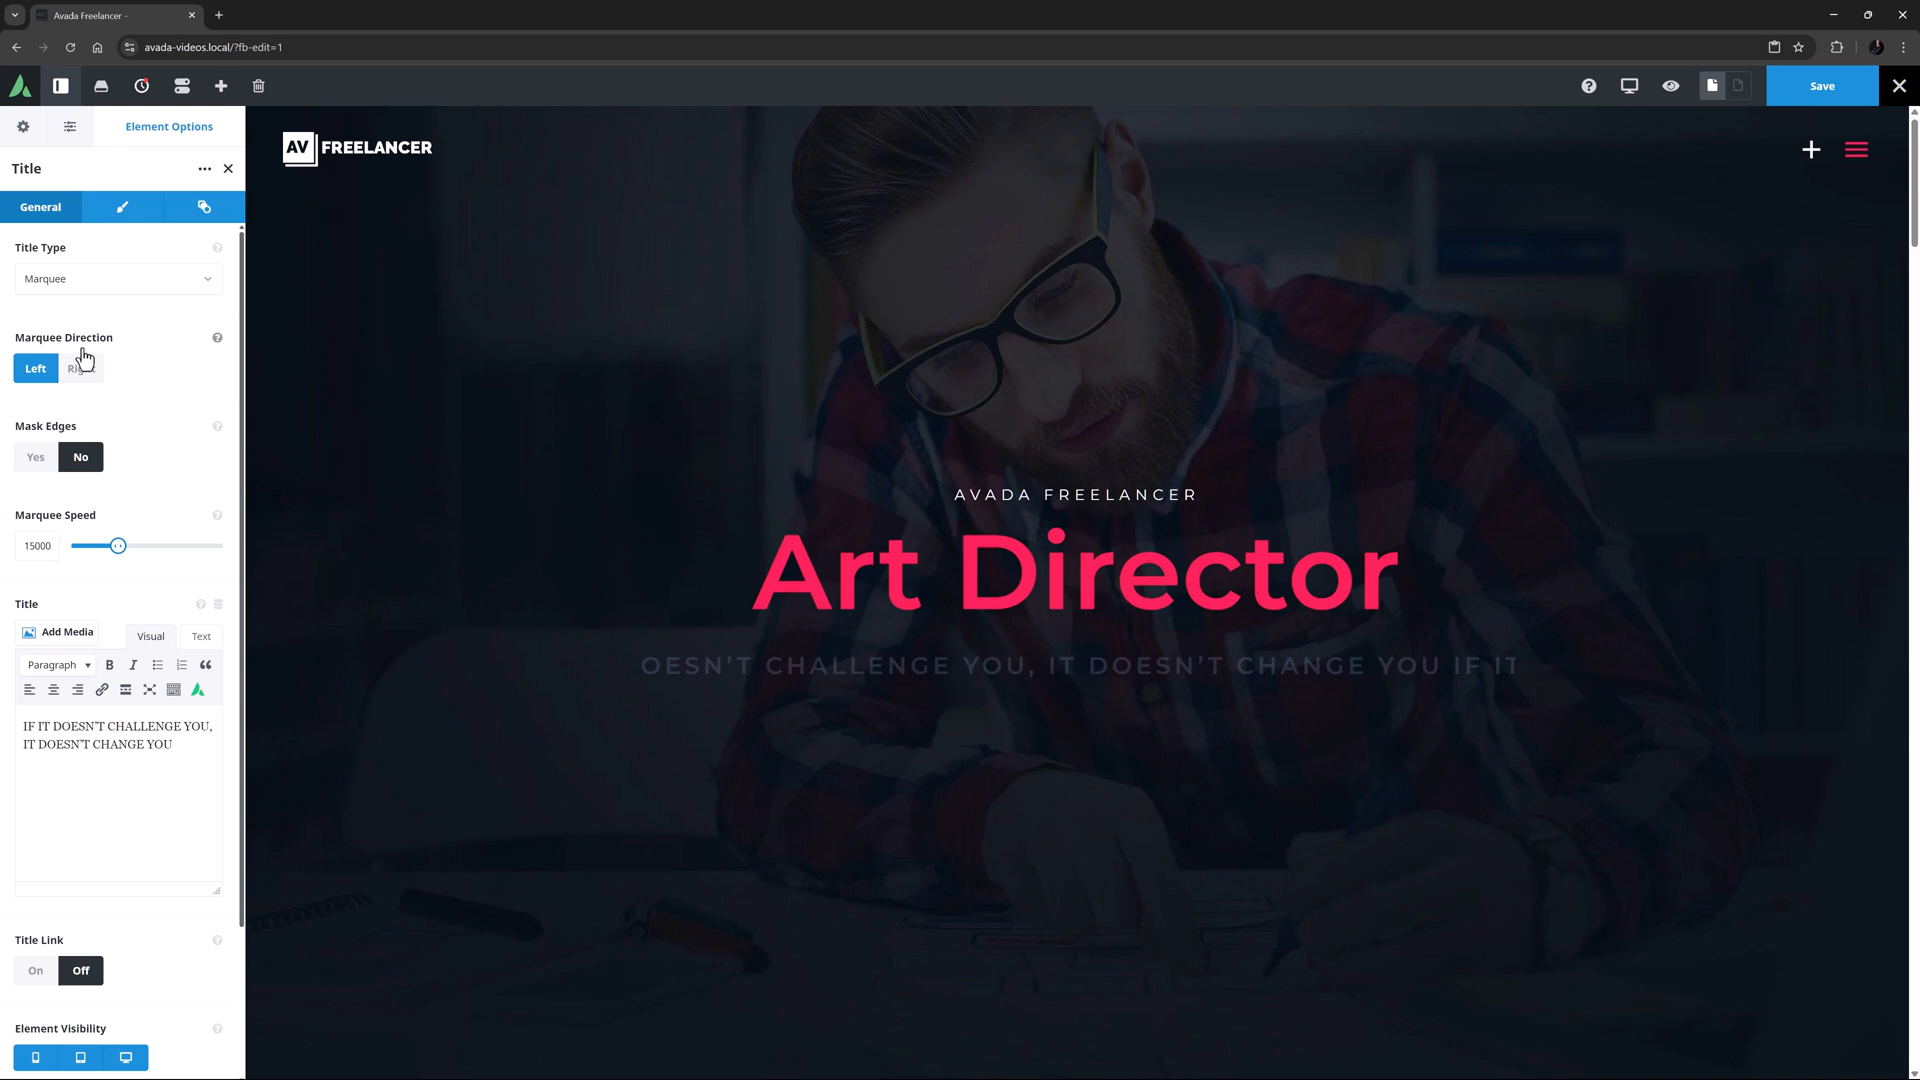 Avada Freelancer -
avada-videos.local/?fb-edit=1
Save
Element Options
Title
General
Title Type
Marquee
Marquee Direction
Left
Mask Edges
Yes No
Marquee Speed
15000
Title
Add Media
Visual Text
Paragraph
IF IT DOESN'T CHALLENGE YOU,
IT DOESN'T CHANGE YOU
Title Link
On Off
Element Visibility
AV FREELANCER
AVADA FREELANCER
Art Director
OESN'T CHALLENGE YOU, IT DOESN'T CHANGE YOU IF IT